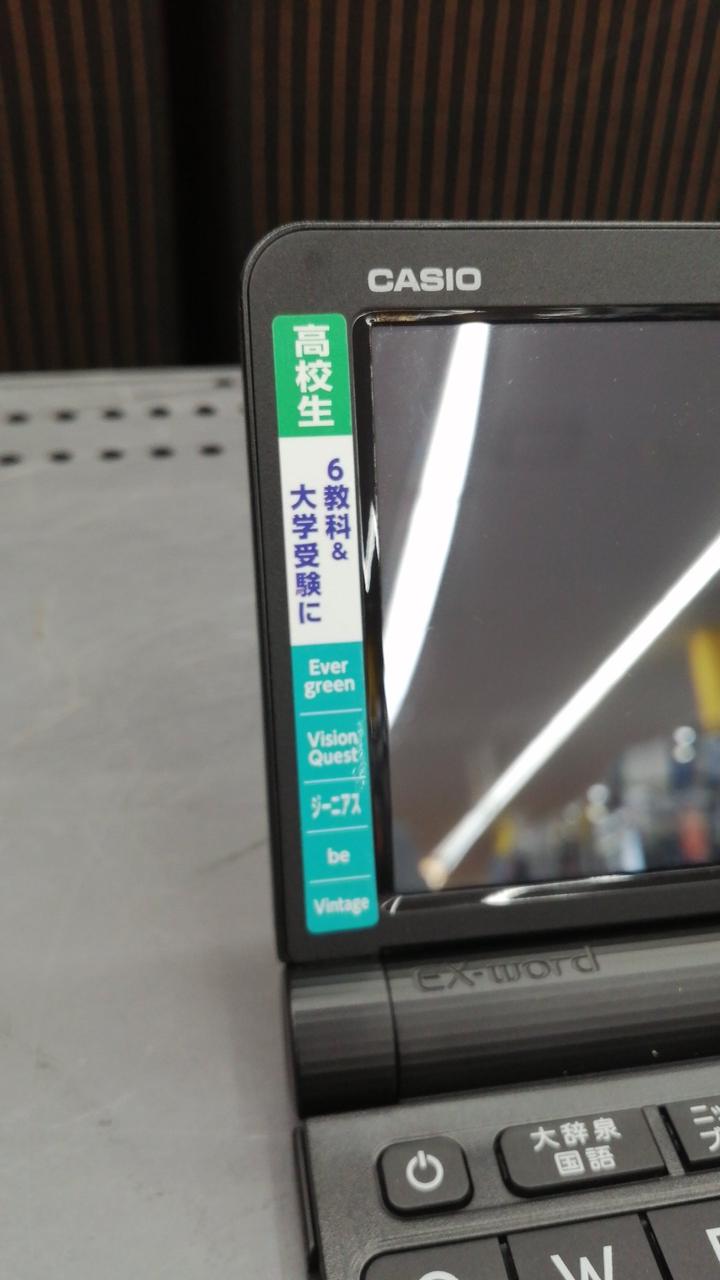 CASIO
高校生
6教科&
大学受験に
Ever
green
Vision
Quest
ジーニアス
be
Vintage
EX-word
大辞泉
国語
W